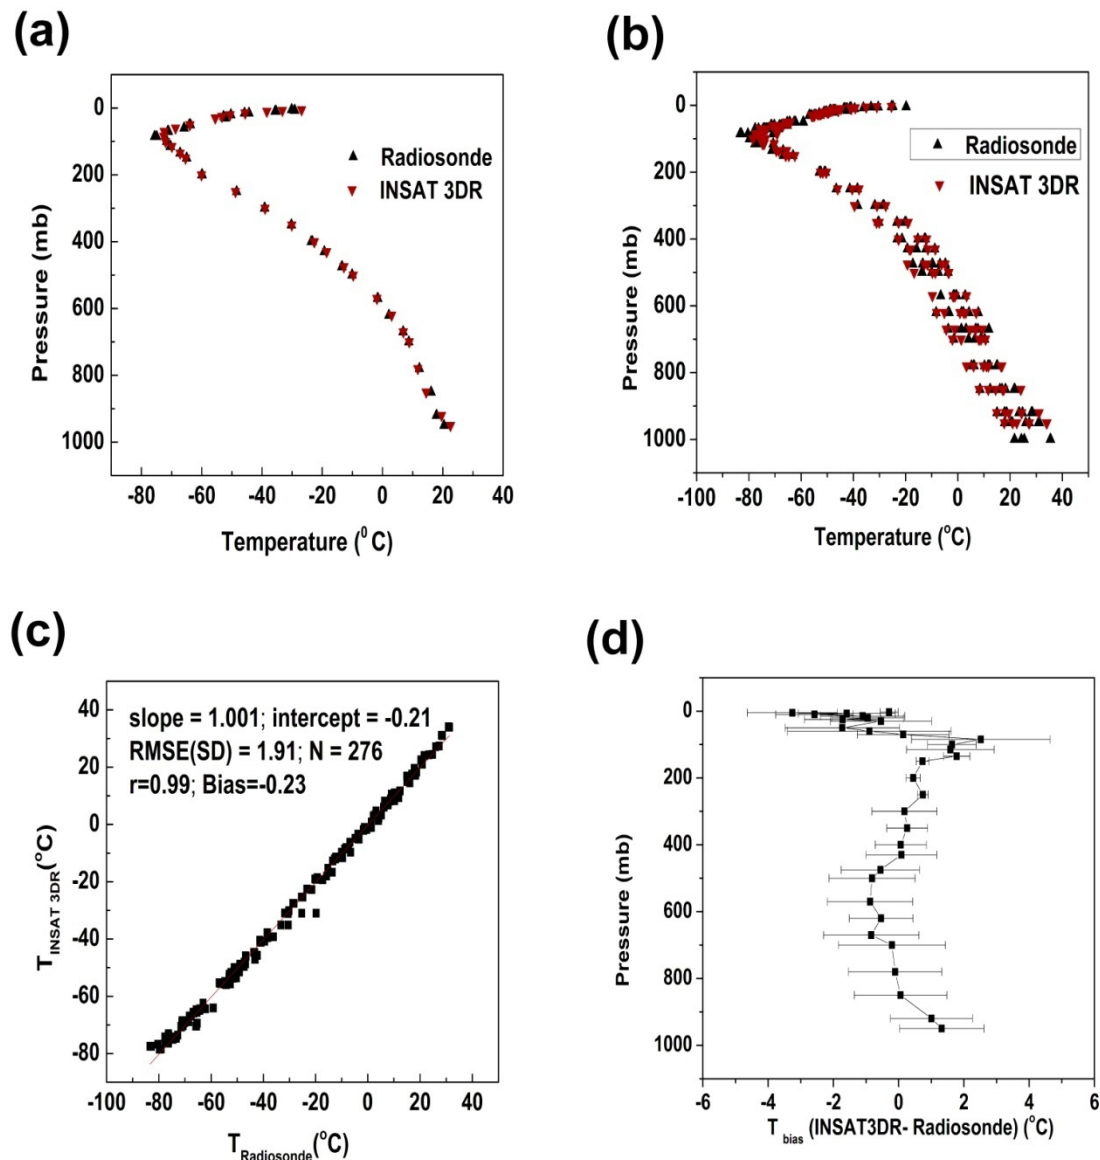 (a)
0
200
400
600
800
1000
Pressure (mb)
Radiosonde
INSAT 3DR
-80 -60 -40 -20 0 20 40
Temperature (⁰ C)
(b)
0
200
400
600
800
1000
Pressure (mb)
Radiosonde
INSAT 3DR
-100 -80 -60 -40 -20 0 20 40
Temperature (°C)
(c)
40
20
0
-20
-40
-60
-80
T INSAT 3DR (°C)
slope = 1.001; intercept = -0.21
RMSE(SD) = 1.91; N = 276
r=0.99; Bias=-0.23
-100 -80 -60 -40 -20 0 20 40
T Radiosonde (°C)
(d)
0
200
400
600
800
1000
Pressure (mb)
-6 -4 -2 0 2 4 6
T bias (INSAT3DR- Radiosonde) (°C)